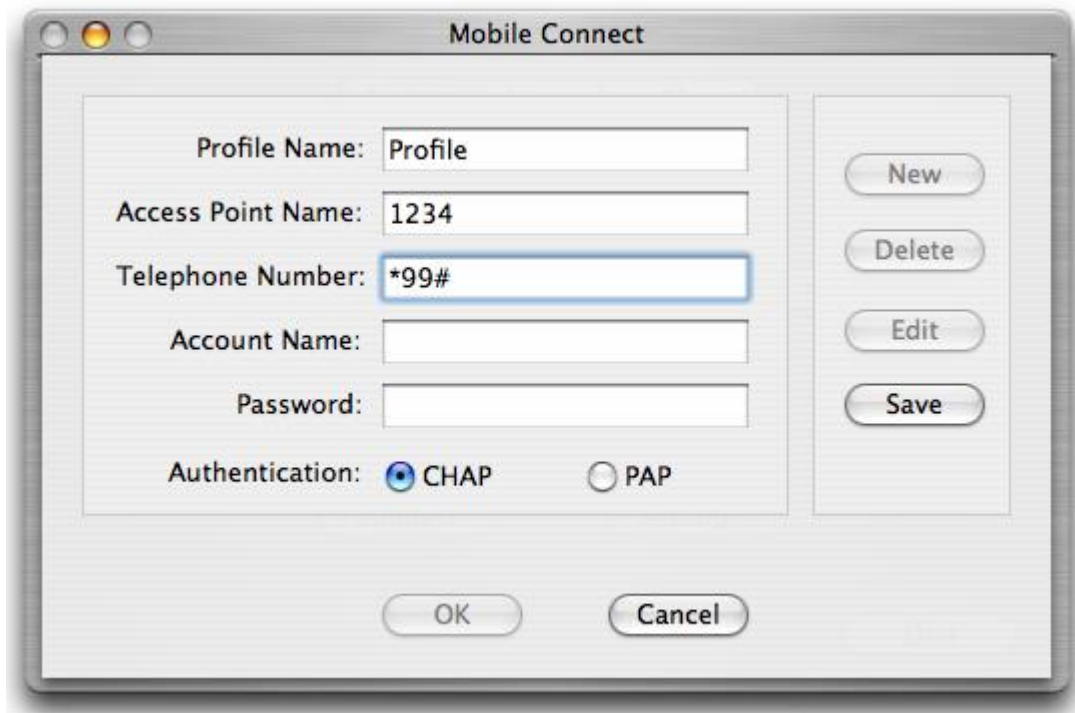 Mobile Connect
Profile Name: Profile
Access Point Name: 1234
Telephone Number: *99#
Account Name:
Password:
Authentication: CHAP PAP
New
Delete
Edit
Save
OK Cancel